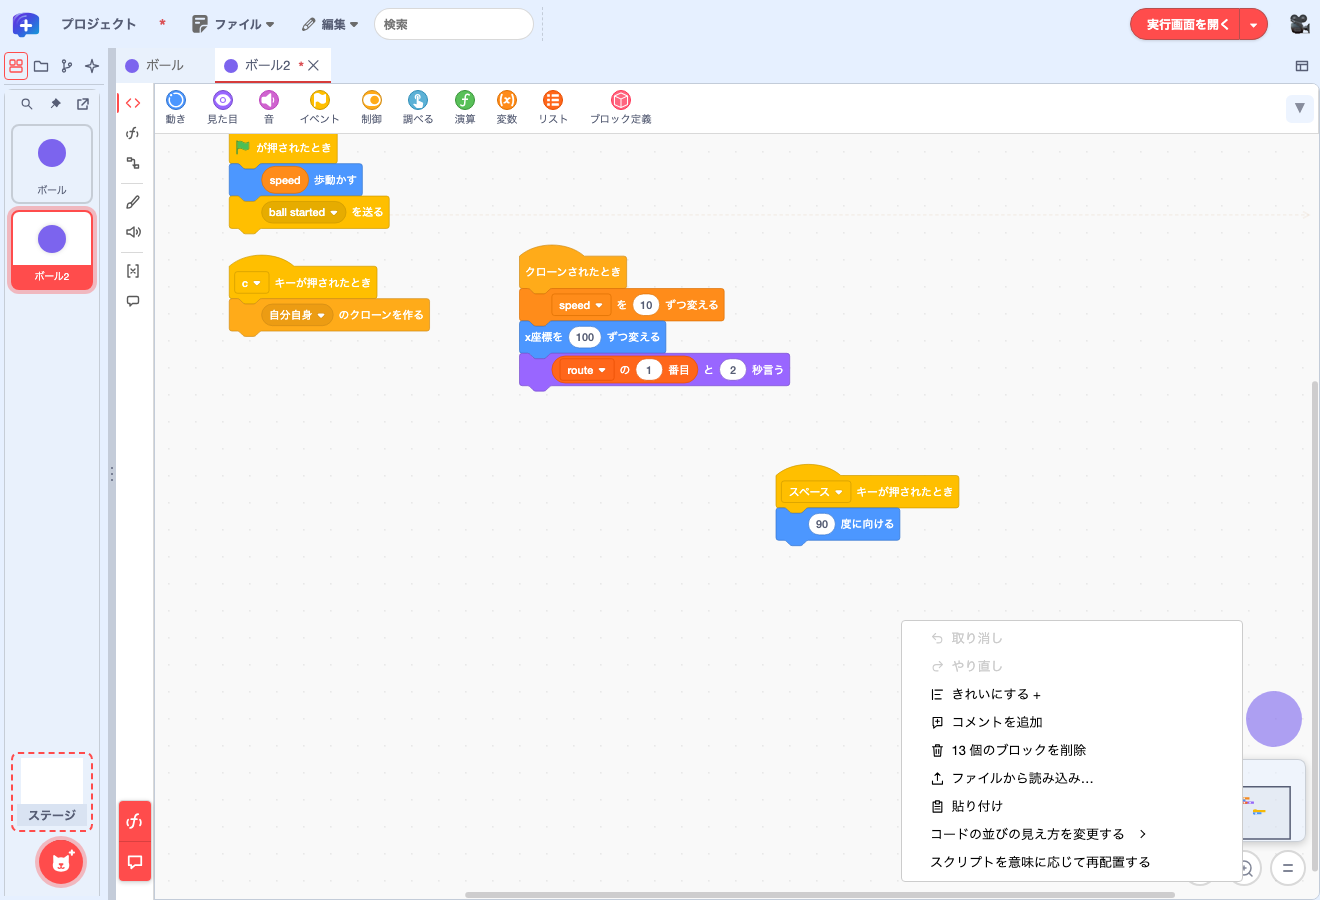 プロジェクト * ファイル 編集 検索 実行画面を開く
ボール ボール2 *
動き 見た目 音 イベント 制御 調べる 演算 変数 リスト ブロック定義
ボール
ボール2
ステージ
が押されたとき
speed 歩動かす
ball started を送る
c キーが押されたとき
自分自身 のクローンを作る
クローンされたとき
speed を 10 ずつ変える
x座標を 100 ずつ変える
route の 1 番目 と 2 秒言う
スペース キーが押されたとき
90 度に向ける
取り消し
やり直し
きれいにする +
コメントを追加
13 個のブロックを削除
ファイルから読み込み...
貼り付け
コードの並びの見え方を変更する
スクリプトを意味に応じて再配置する